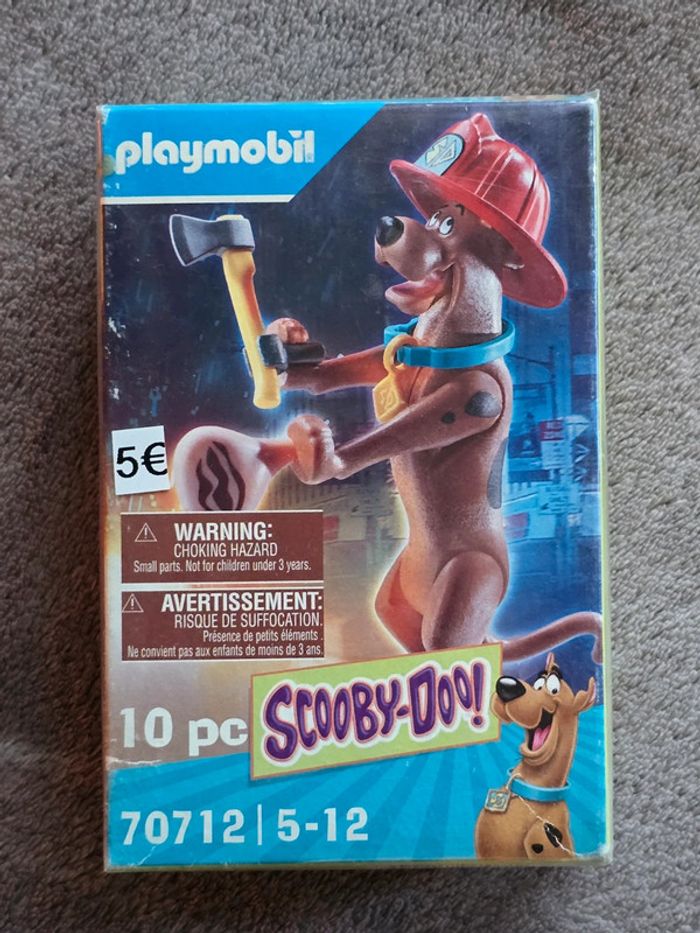 playmobil
5€
WARNING:
CHOKING HAZARD
Small parts. Not for children under 3 years.
AVERTISSEMENT:
RISQUE DE SUFFOCATION.
Présence de petits éléments.
Ne convient pas aux enfants de moins de 3 ans.
10 pc
SCOOBY-DOO!
70712 | 5-12